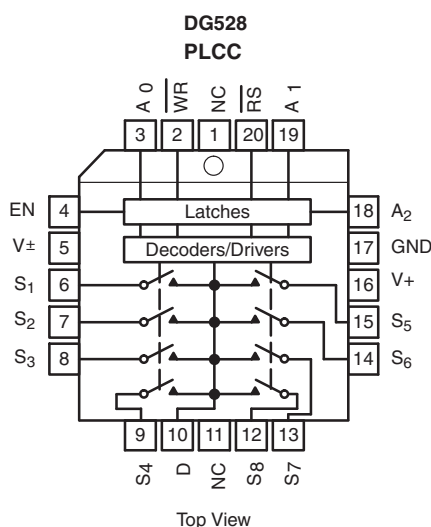 DG528
PLCC
A 0
WR
NC
RS
A 1
3 2 1 20 19
EN 4 Latches 18 A2
V± 5 Decoders/Drivers 17 GND
S1 6 16 V+
S2 7 15 S5
S3 8 14 S6
9 10 11 12 13
S4
D
NC
S8
S7
Top View